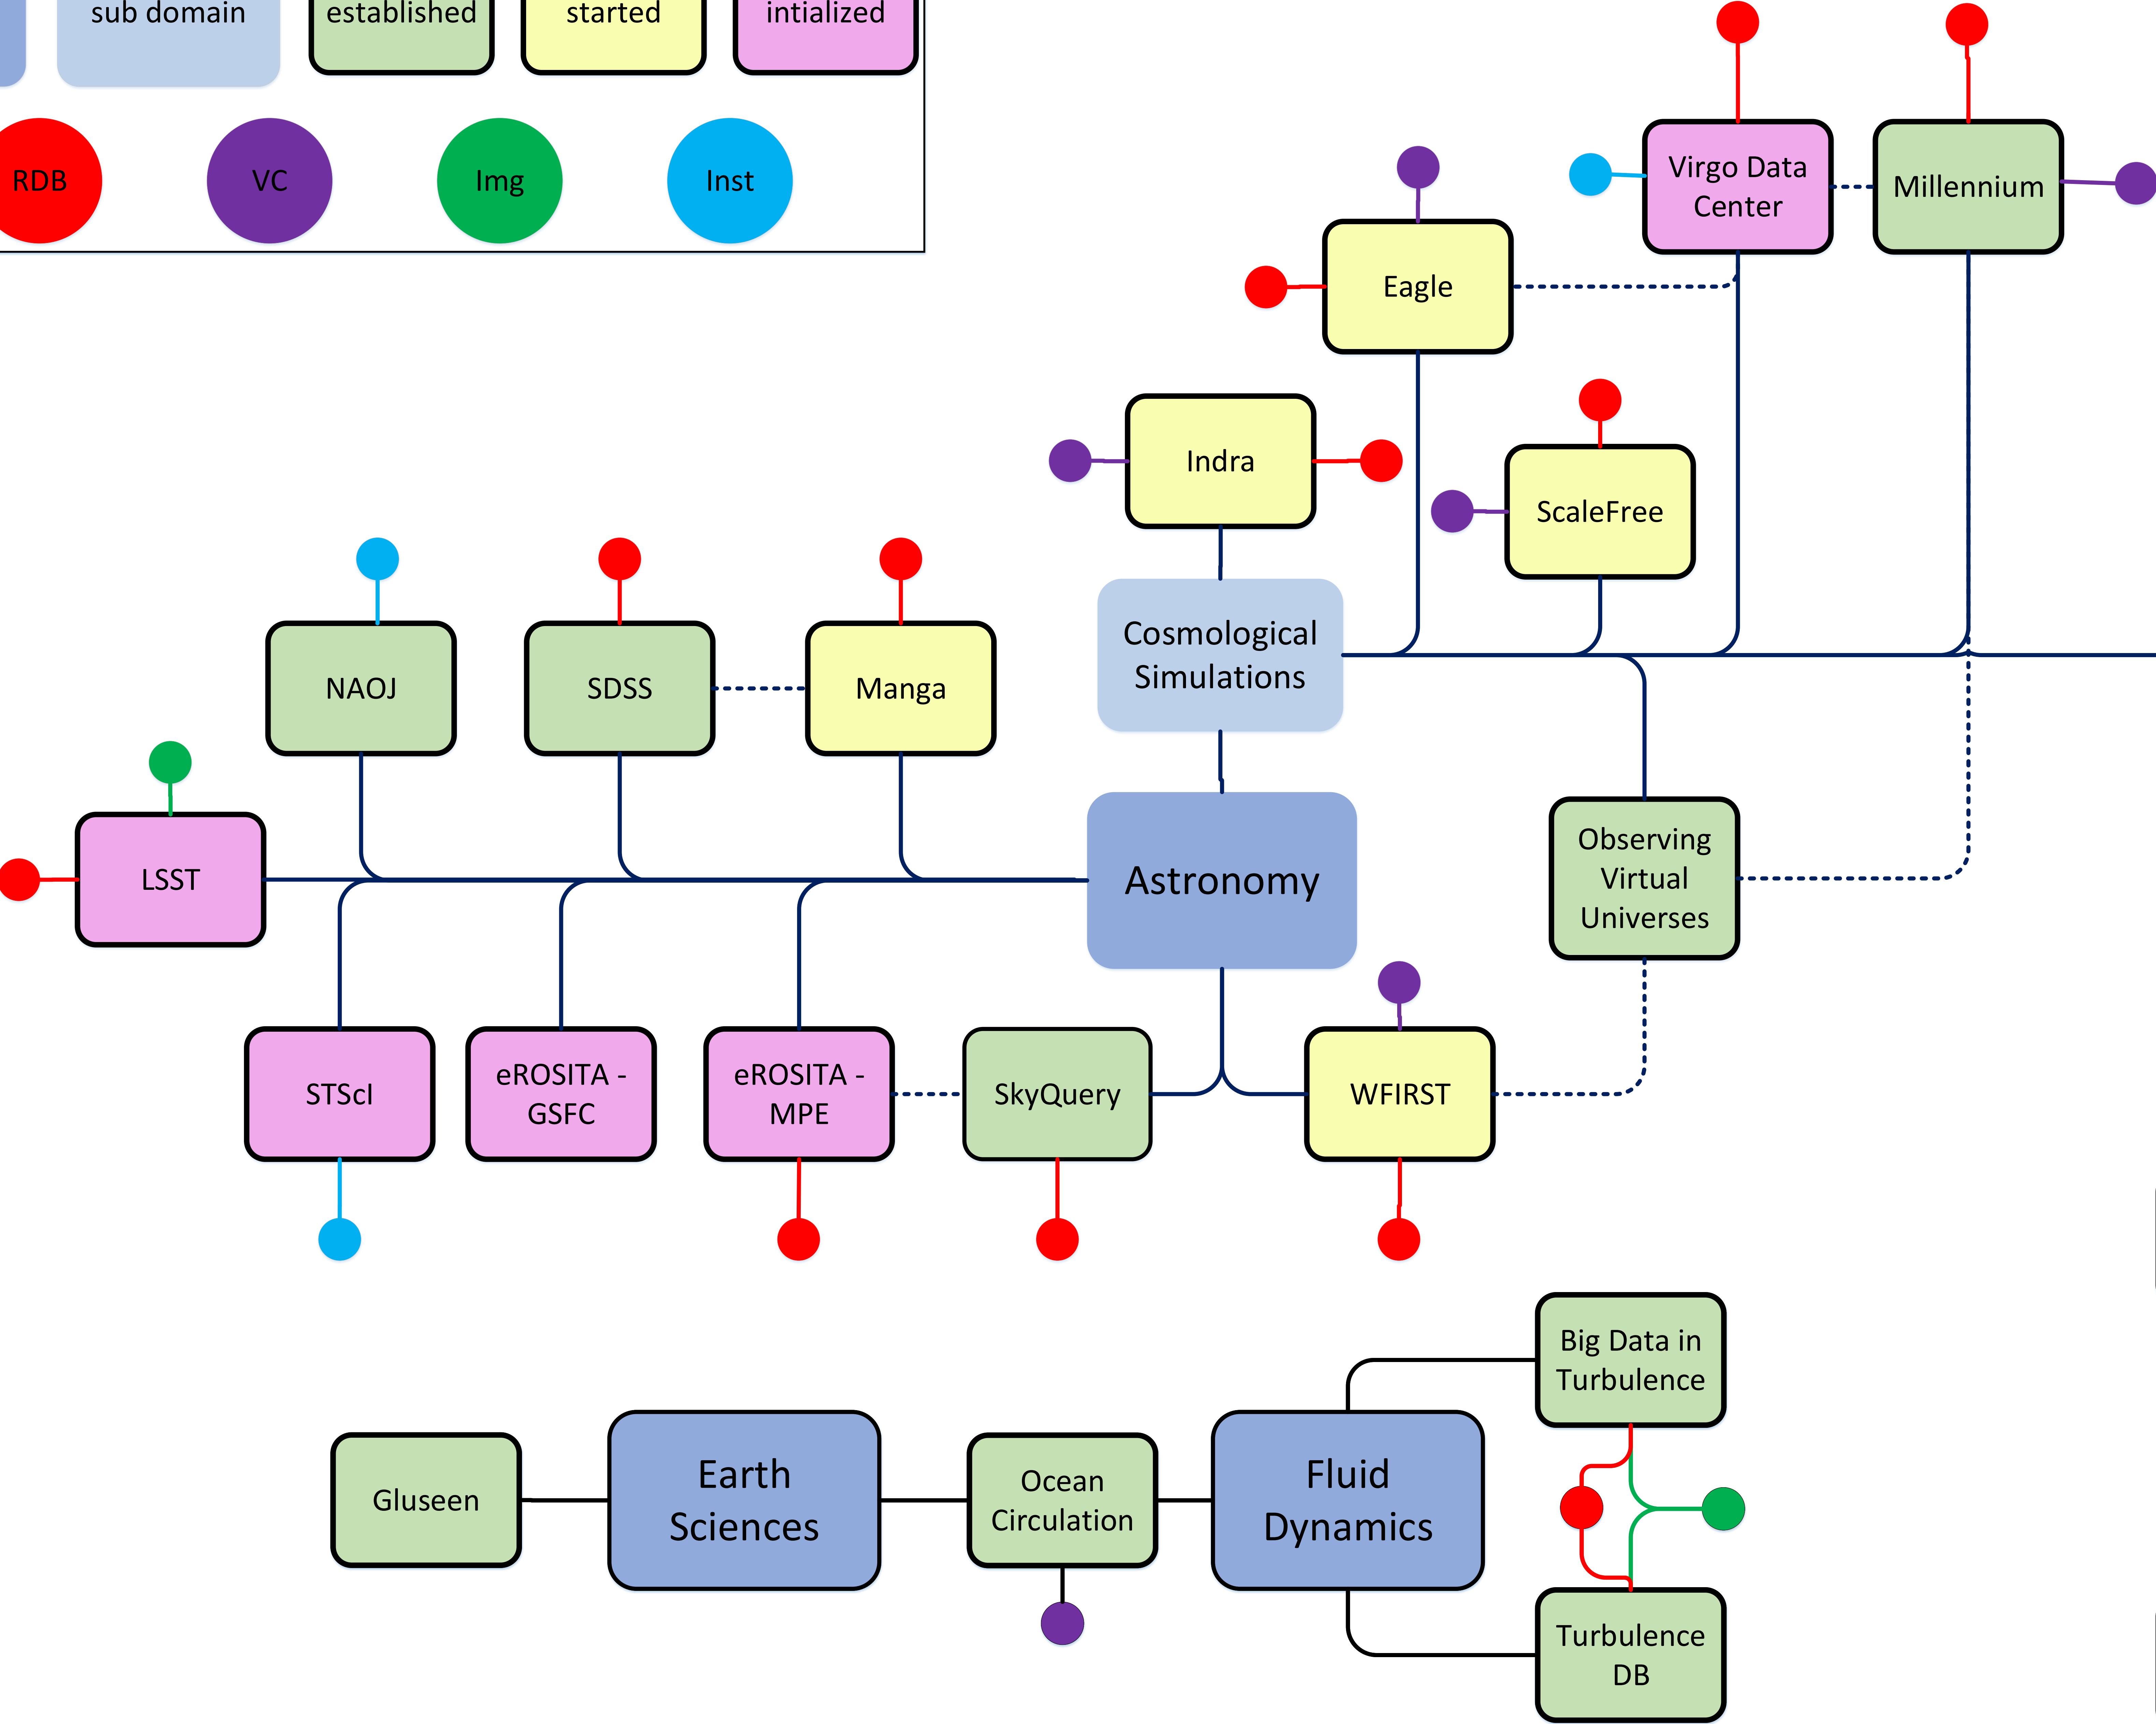 sub domain
established
started
intialized
RDB
VC
Img
Inst
Virgo Data
Center
Millennium
Eagle
Indra
ScaleFree
Cosmological
Simulations
NAOJ
SDSS
Manga
LSST
Astronomy
Observing
Virtual
Universes
STScI
eROSITA -
GSFC
eROSITA -
MPE
SkyQuery
WFIRST
Big Data in
Turbulence
Gluseen
Earth
Sciences
Ocean
Circulation
Fluid
Dynamics
Turbulence
DB